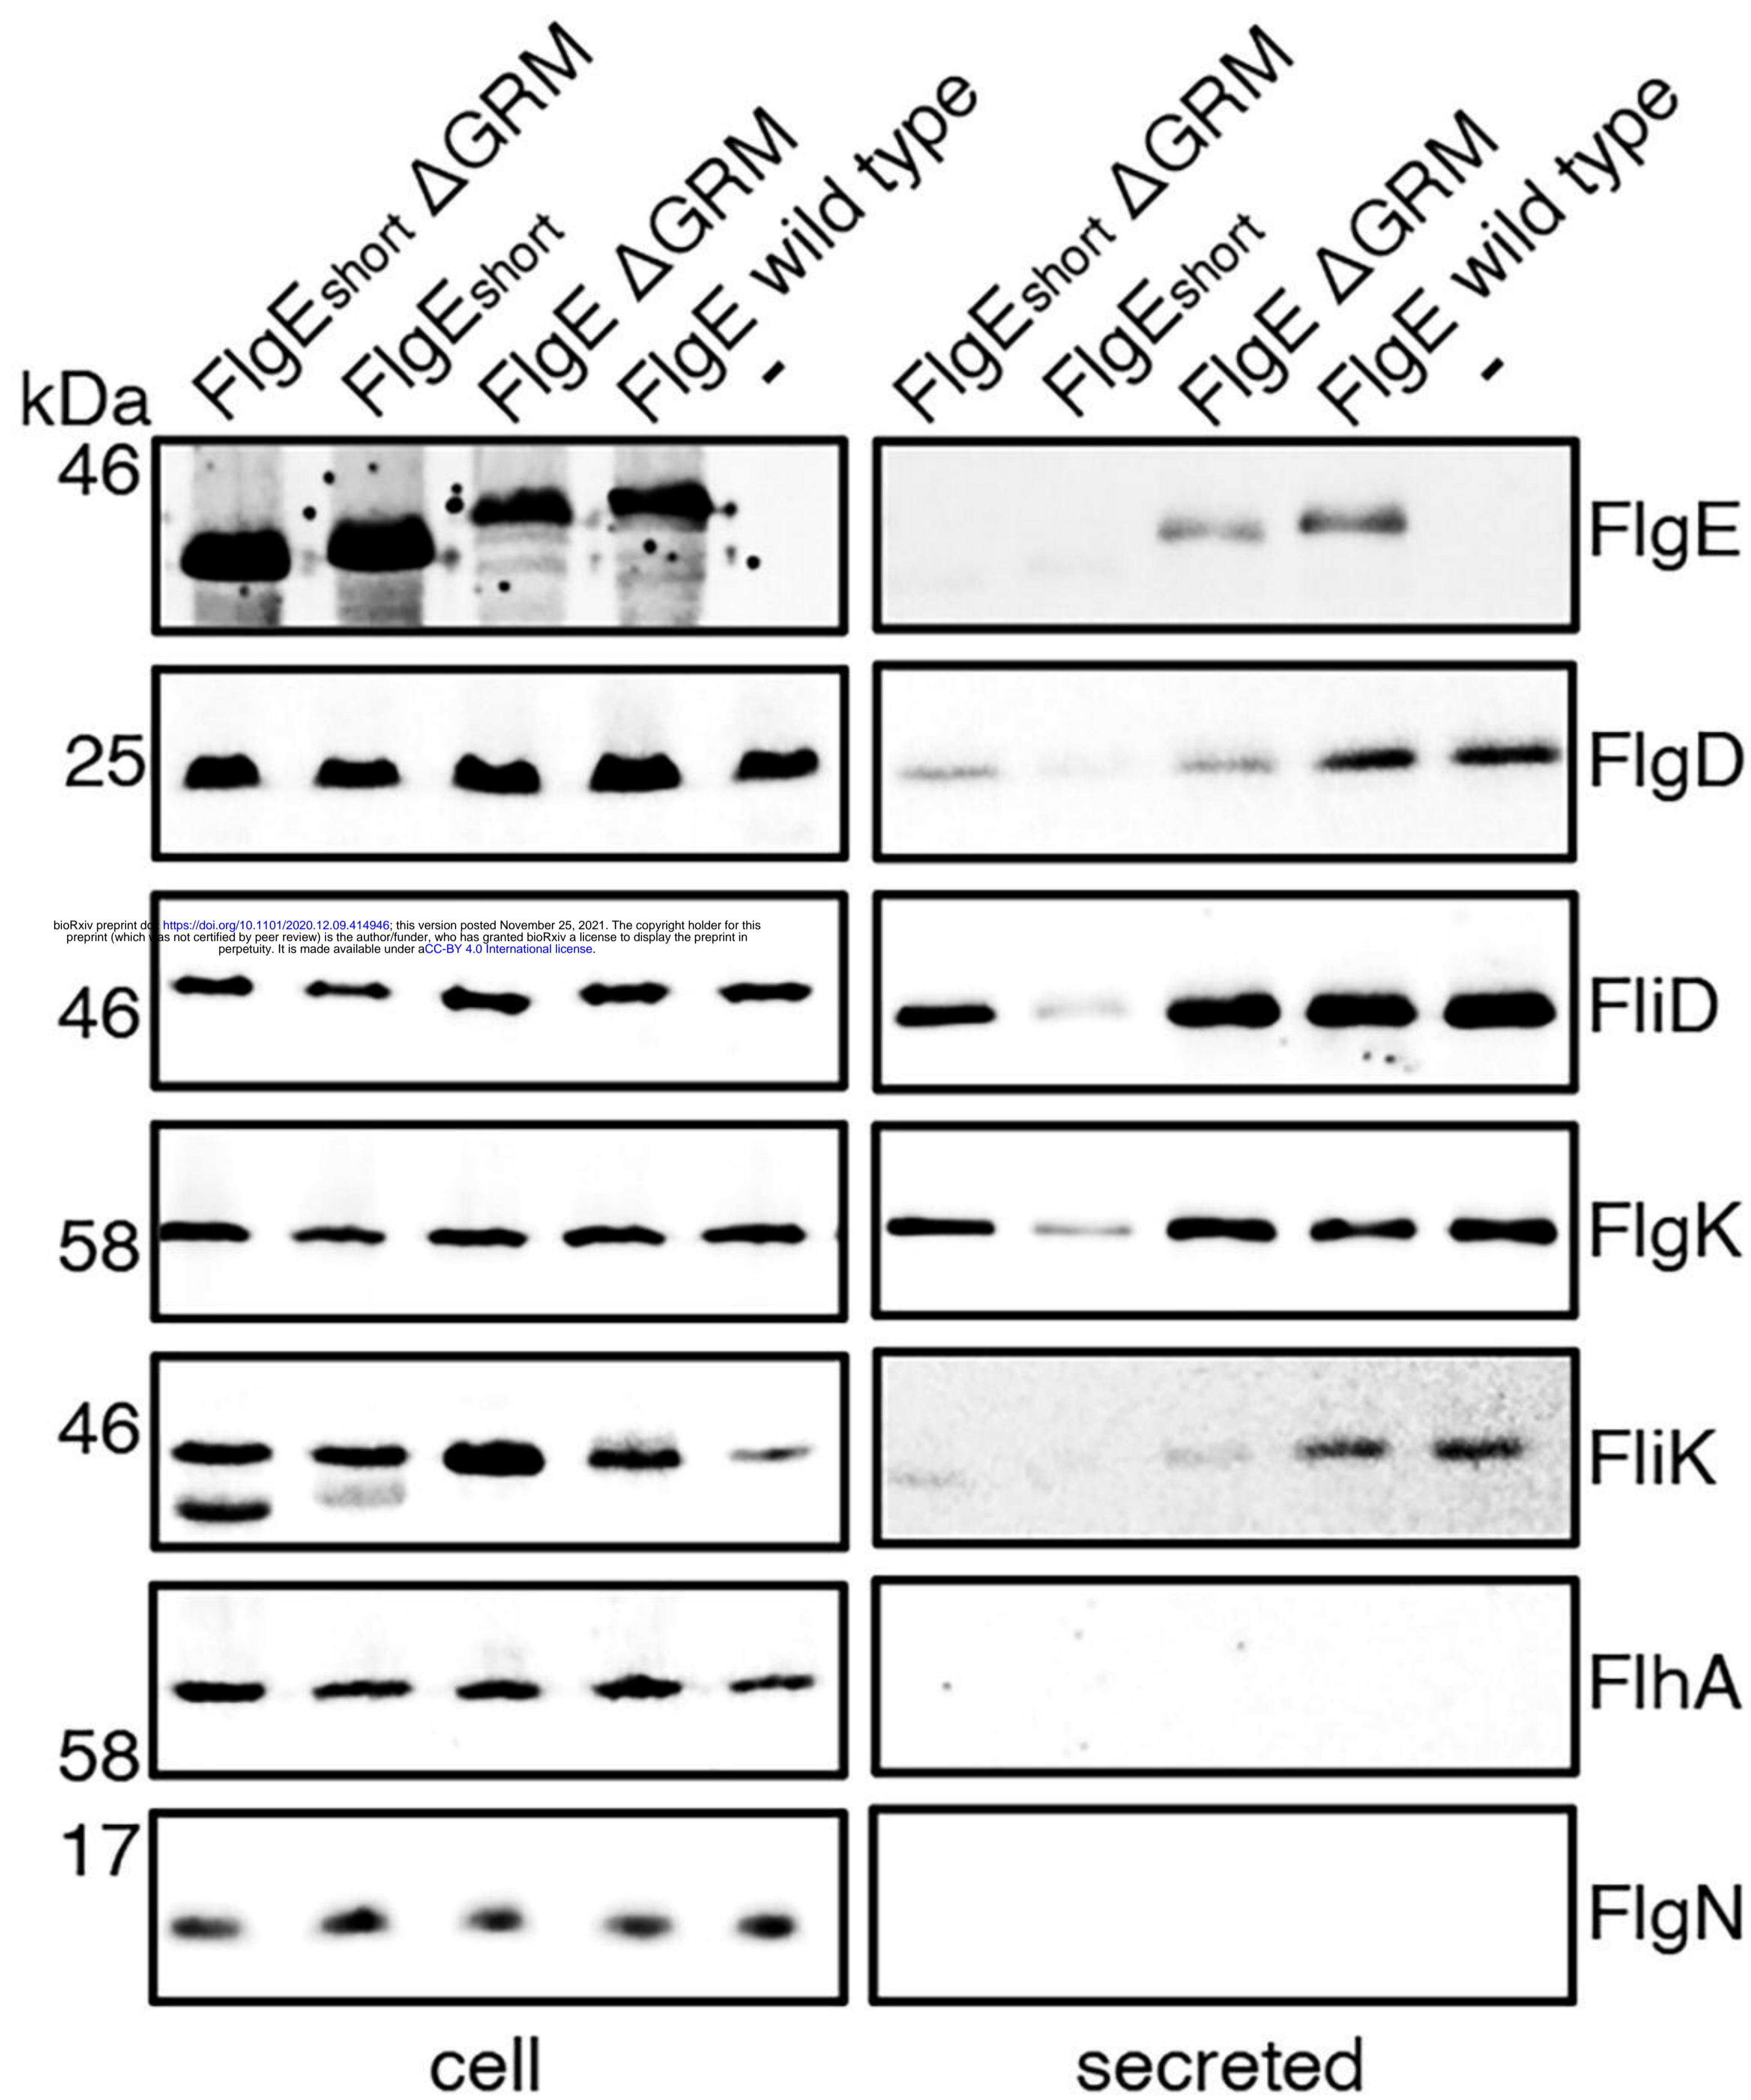 FlgEshort ΔGRM
FlgEshort
FlgE ΔGRM
FlgE wild type
-
FlgEshort ΔGRM
FlgEshort
FlgE ΔGRM
FlgE wild type
-
kDa
46
FlgE
25
FlgD
bioRxiv preprint doi: https://doi.org/10.1101/2020.12.09.414946; this version posted November 25, 2021. The copyright holder for this
preprint (which was not certified by peer review) is the author/funder, who has granted bioRxiv a license to display the preprint in
perpetuity. It is made available under aCC-BY 4.0 International license.
46
FliD
58
FlgK
46
FliK
58
FlhA
17
FlgN
cell
secreted